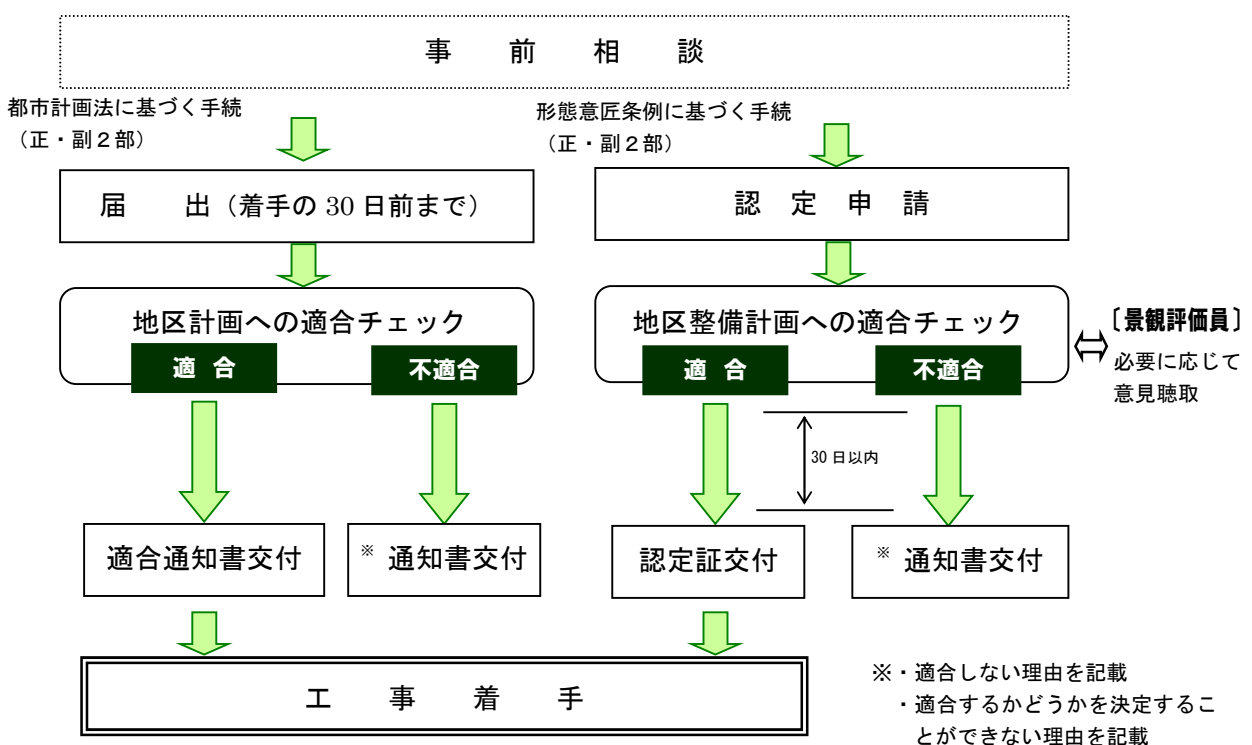 事前相談
都市計画法に基づく手続
（正・副２部）
形態意匠条例に基づく手続
（正・副２部）
届　出（着手の 30 日前まで）
認定申請
地区計画への適合チェック
適合
不適合
地区整備計画への適合チェック
適合
不適合
〔景観評価員〕
必要に応じて
意見聴取
30 日以内
適合通知書交付
※ 通知書交付
認定証交付
※ 通知書交付
工事着手
※・適合しない理由を記載
・適合するかどうかを決定するこ
とができない理由を記載